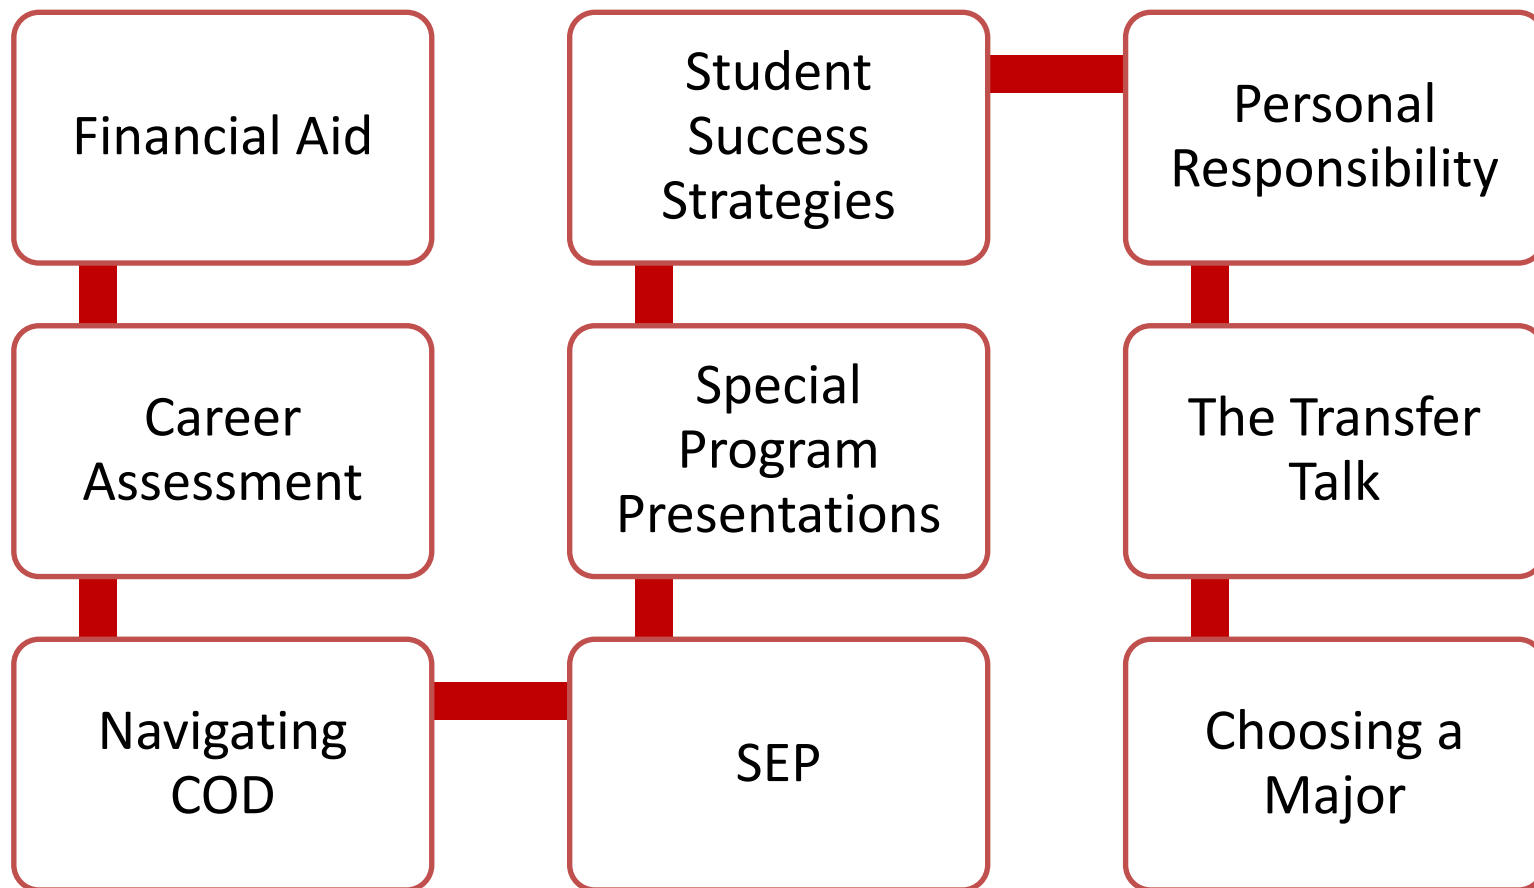 Financial Aid
Career
Assessment
Navigating
COD
SEP
Special
Program
Presentations
Student
Success
Strategies
Personal
Responsibility
The Transfer
Talk
Choosing a
Major